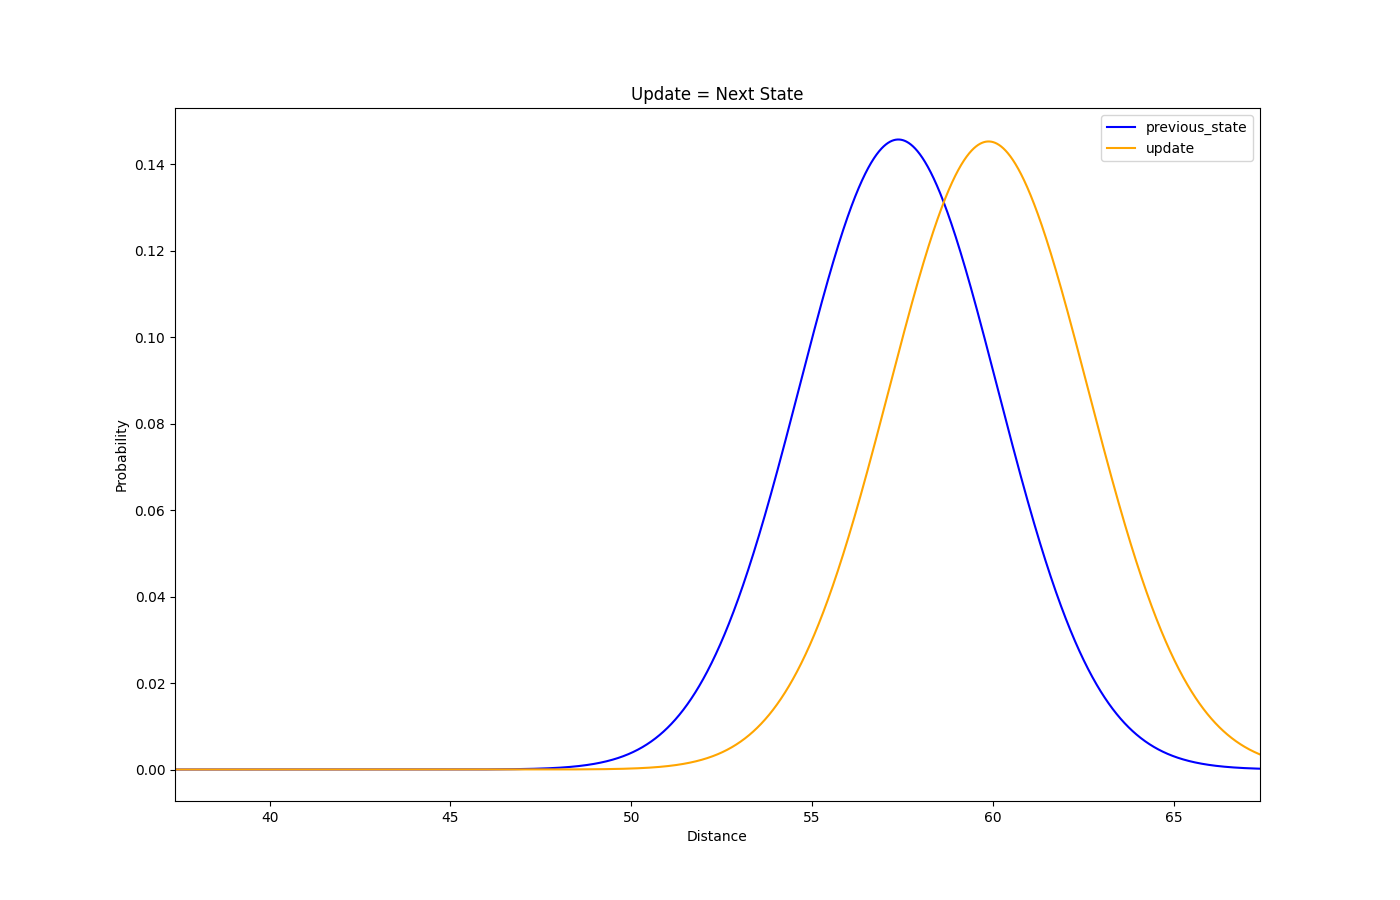 Update = Next State
previous_state
update
0.14
0.12
0.10
0.08
0.06
0.04
0.02
0.00
Probability
40 45 50 55 60 65
Distance